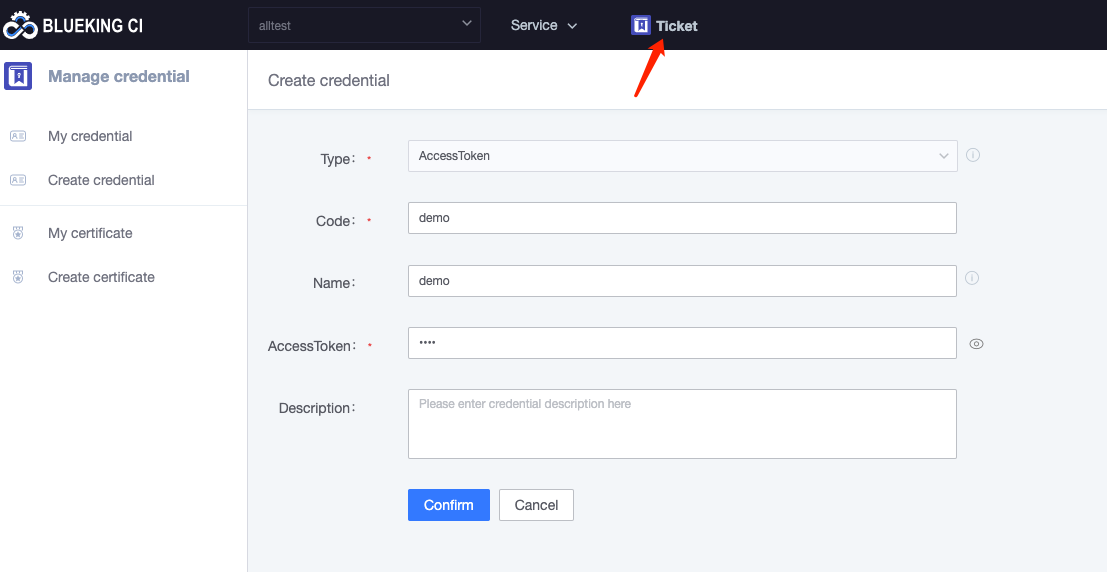 BLUEKING CI
alltest
Service
Ticket
Manage credential
My credential
Create credential
My certificate
Create certificate
Create credential
Type: *
AccessToken
Code: *
demo
Name:
demo
AccessToken: *
••••
Description:
Please enter credential description here
Confirm
Cancel